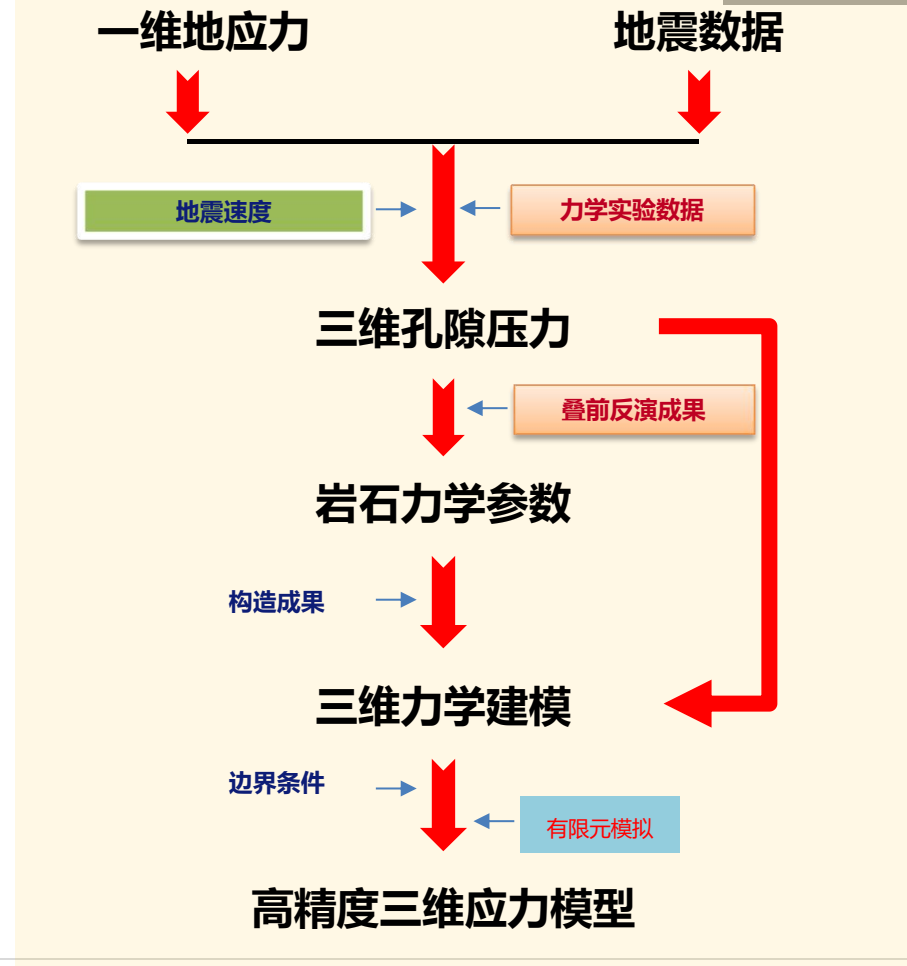 一维地应力
地震数据
地震速度
力学实验数据
三维孔隙压力
叠前反演成果
岩石力学参数
构造成果
三维力学建模
边界条件
有限元模拟
高精度三维应力模型